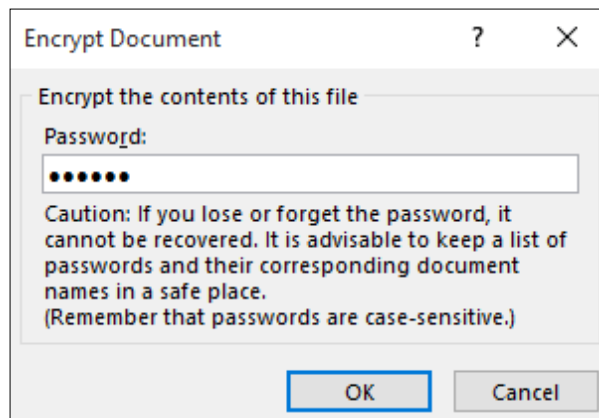 Encrypt Document ? ×
Encrypt the contents of this file
Password:
••••••
Caution: If you lose or forget the password, it
cannot be recovered. It is advisable to keep a list of
passwords and their corresponding document
names in a safe place.
(Remember that passwords are case-sensitive.)
OK Cancel